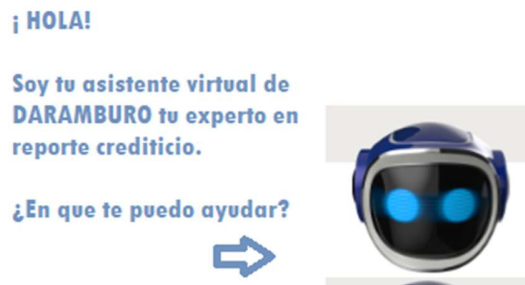 ¡ HOLA!
Soy tu asistente virtual de
DARAMBURO tu experto en
reporte crediticio.
¿En que te puedo ayudar?